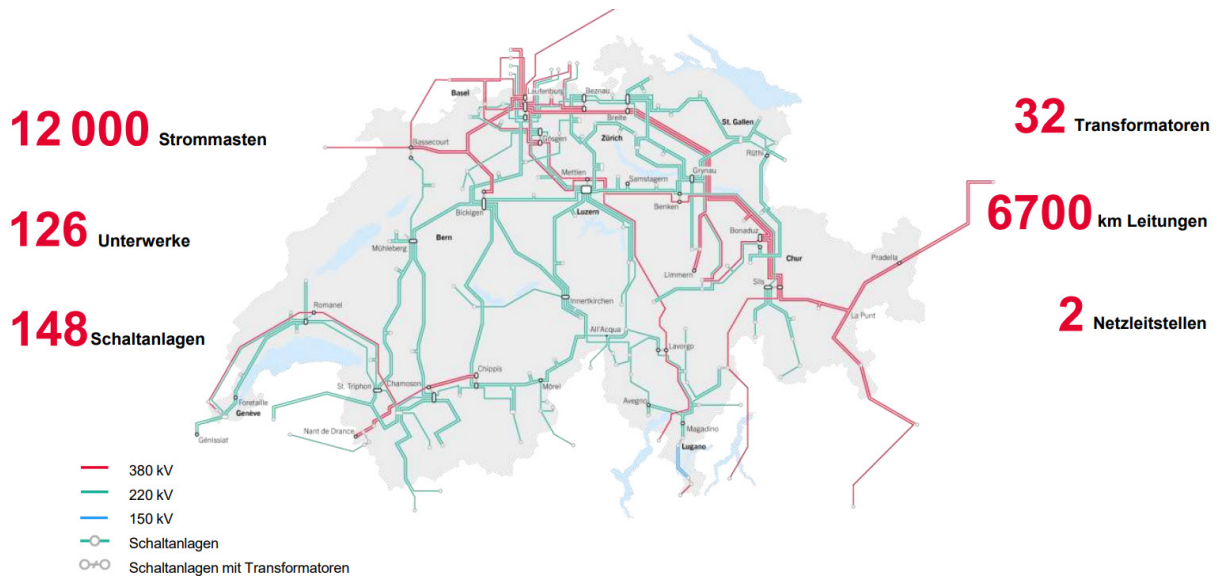 12 000 Strommasten
126 Unterwerke
148 Schaltanlagen
32 Transformatoren
6700 km Leitungen
2 Netzleitstellen
Basel
Laufenburg
Beznau
Breite
St. Gallen
Bassecourt
Gösgen
Zürich
Rüthi
Mettlen
Samstagern
Grynau
Benken
Bickigen
Luzern
Bern
Mühleberg
Bonaduz
Chur
Limmern
Sils
Pradella
La Punt
Innertkirchen
Romanel
All'Acqua
Lavorgo
Chippis
St. Triphon
Chamoson
Mörel
Foretaille
Genève
Génissiat
Nant de Drance
Avegno
Magadino
Lugano
380 kV
220 kV
150 kV
Schaltanlagen
Schaltanlagen mit Transformatoren